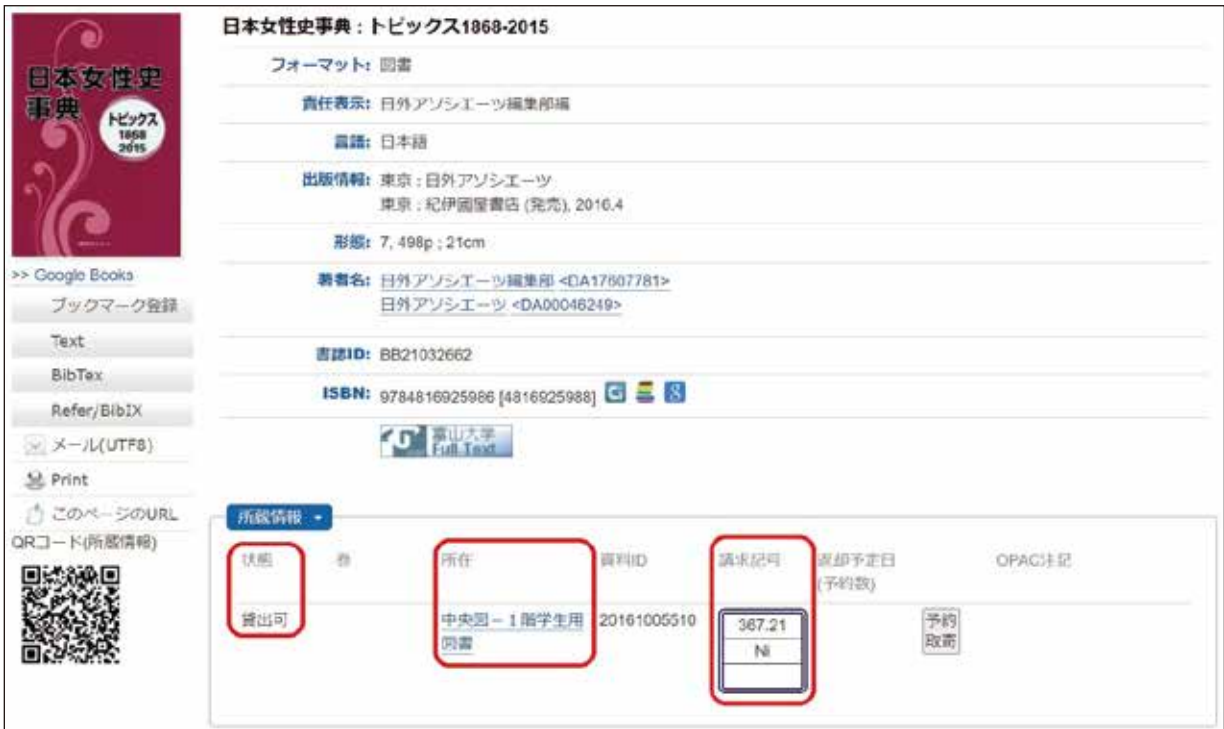 日本女性史事典：トピックス1868-2015
日本女性史
事典
トピックス
1868
2015
フォーマット: 図書
責任表示: 日外アソシエーツ編集部編
言語: 日本語
出版情報: 東京：日外アソシエーツ
東京：紀伊國屋書店 (発売), 2016.4
形態: 7, 498p ; 21cm
著者名: 日外アソシエーツ編集部 <DA17607781>
日外アソシエーツ <DA00046249>
書誌ID: BB21032662
ISBN: 9784816925986 [4816925988]
富山大学
Full Text
>> Google Books
ブックマーク登録
Text
BibTex
Refer/BibIX
メール(UTF8)
Print
このページのURL
QRコード(所蔵情報)
所蔵情報
状態 巻 所在 資料ID 請求記号 返却予定日 OPAC注記
(予約数)
貸出可 中央図－１階学生用 20161005510 367.21 予約
図書 Ni 取寄